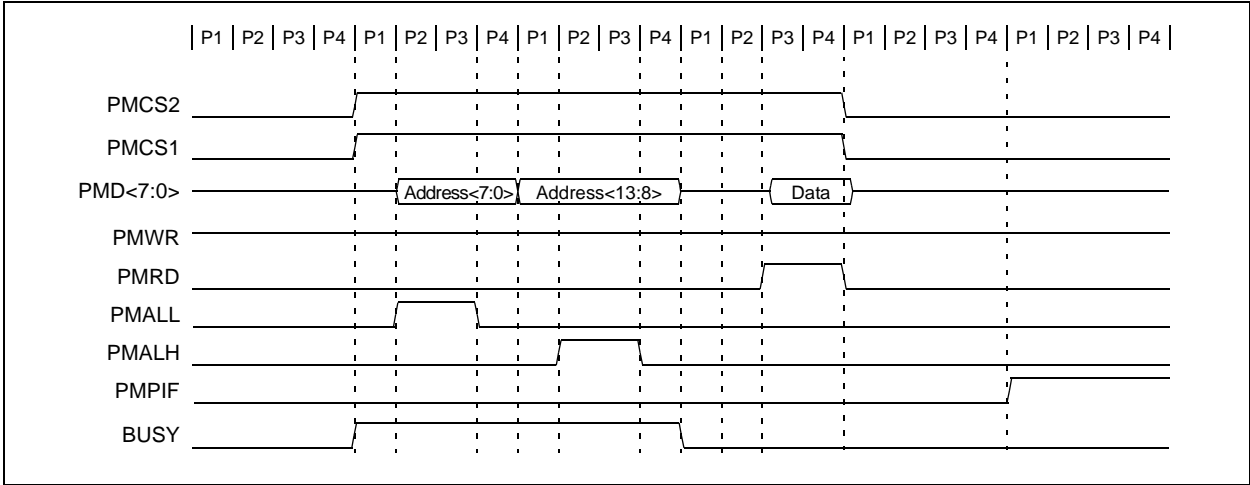 P1 P2 P3 P4 P1 P2 P3 P4 P1 P2 P3 P4 P1 P2 P3 P4 P1 P2 P3 P4 P1 P2 P3 P4
PMCS2
PMCS1
PMD<7:0> Address<7:0> Address<13:8> Data
PMWR
PMRD
PMALL
PMALH
PMPIF
BUSY